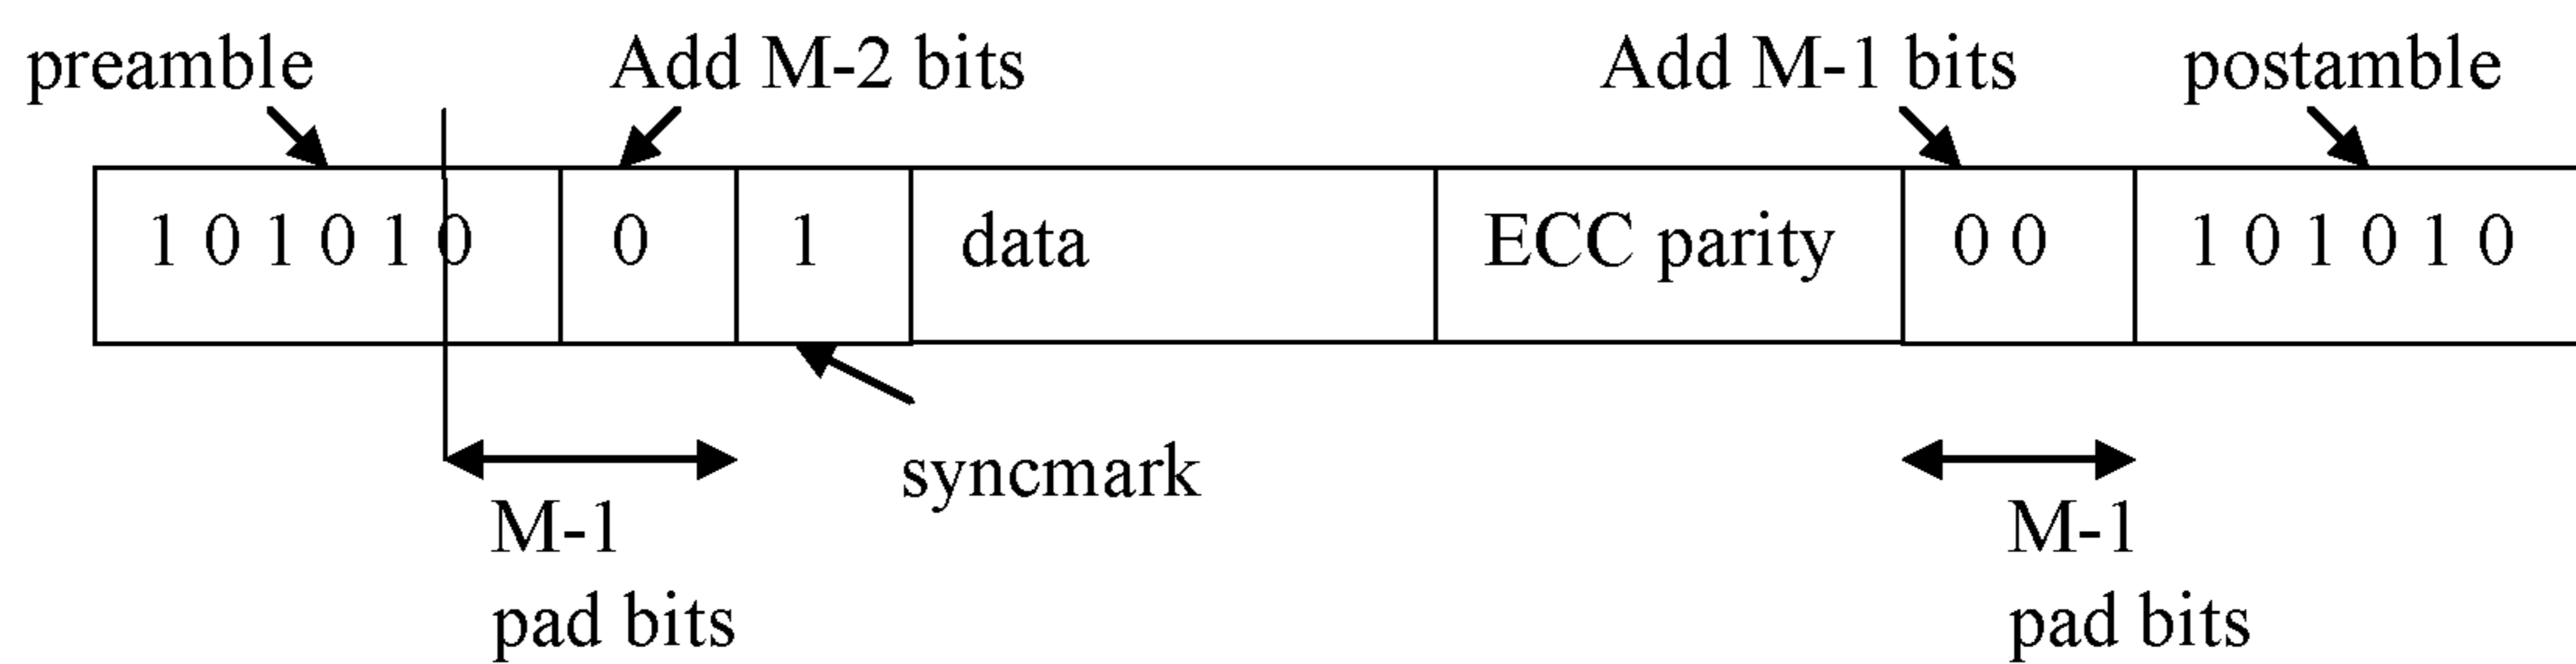 preamble Add M-2 bits Add M-1 bits postamble
1 0 1 0 1 0 0 1 data ECC parity 0 0 1 0 1 0 1 0
syncmark
M-1
pad bits
M-1
pad bits